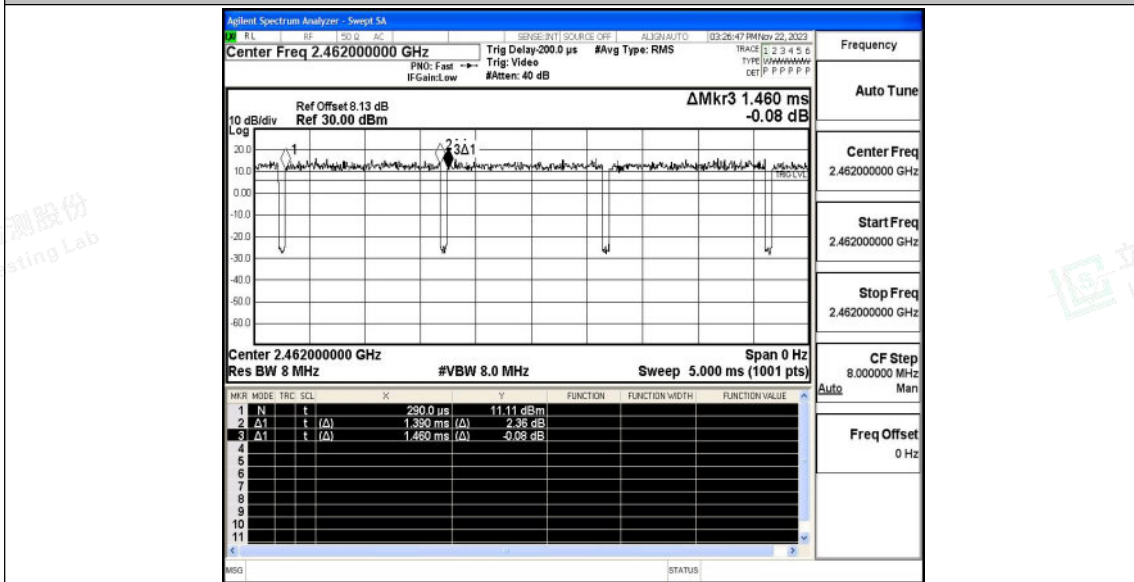 Agilent Spectrum Analyzer - Swept SA
RL RF 50 Ω AC SENSE:INT SOURCE OFF ALIGNAUTO 03:26:47 PM Nov 22, 2023
Center Freq 2.462000000 GHz
PNO: Fast
IFGain:Low
Trig Delay-200.0 µs #Avg Type: RMS
Trig: Video
#Atten: 40 dB
TRACE 1 2 3 4 5 6
TYPE
DET P P P P P P
Frequency
Auto Tune
Center Freq
2.462000000 GHz
Start Freq
2.462000000 GHz
Stop Freq
2.462000000 GHz
CF Step
8.000000 MHz
Auto Man
Freq Offset
0 Hz
ΔMkr3 1.460 ms
-0.08 dB
Ref Offset 8.13 dB
10 dB/div Ref 30.00 dBm
Log
20.0
10.0
0.00
-10.0
-20.0
-30.0
-40.0
-50.0
-60.0
1
2
3Δ1
TRIG LVL
Center 2.462000000 GHz Span 0 Hz
Res BW 8 MHz #VBW 8.0 MHz Sweep 5.000 ms (1001 pts)
MKR MODE TRC SCL X Y FUNCTION FUNCTION WIDTH FUNCTION VALUE
1 N t 290.0 µs 11.11 dBm
2 Δ1 t (Δ) 1.390 ms (Δ) 2.36 dB
3 Δ1 t (Δ) 1.460 ms (Δ) -0.08 dB
4
5
6
7
8
9
10
11
MSG STATUS
测股份
esting Lab